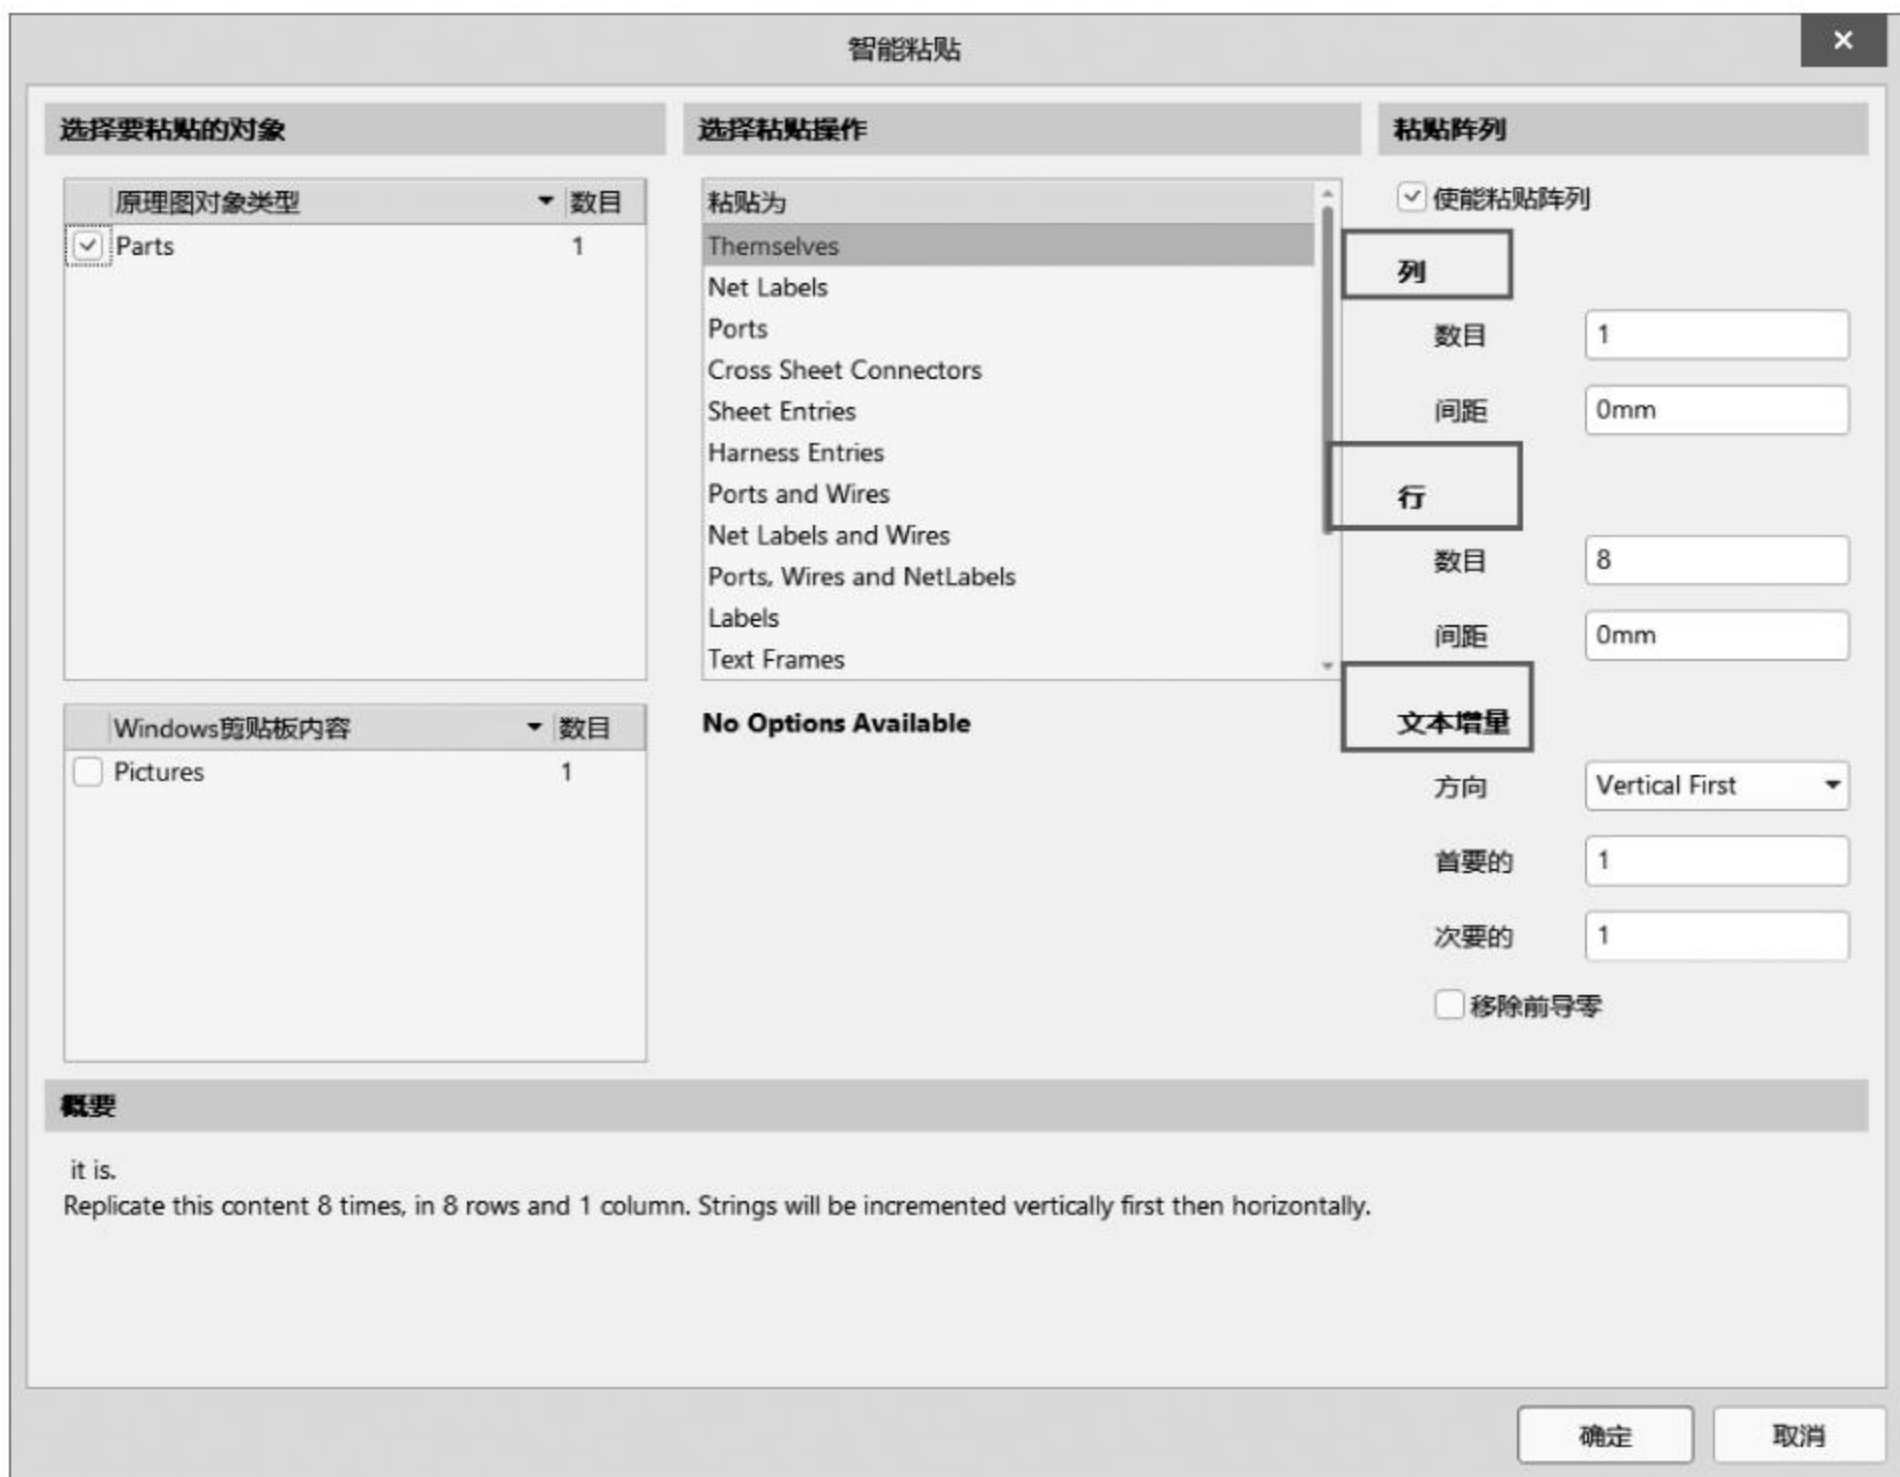 智能粘贴
选择要粘贴的对象
原理图对象类型 数目
Parts 1
Windows剪贴板内容 数目
Pictures 1
选择粘贴操作
粘贴为
Themselves
Net Labels
Ports
Cross Sheet Connectors
Sheet Entries
Harness Entries
Ports and Wires
Net Labels and Wires
Ports, Wires and NetLabels
Labels
Text Frames
No Options Available
粘贴阵列
使能粘贴阵列
列
数目 1
间距 0mm
行
数目 8
间距 0mm
文本增量
方向 Vertical First
首要的 1
次要的 1
移除前导零
概要
it is.
Replicate this content 8 times, in 8 rows and 1 column. Strings will be incremented vertically first then horizontally.
确定 取消